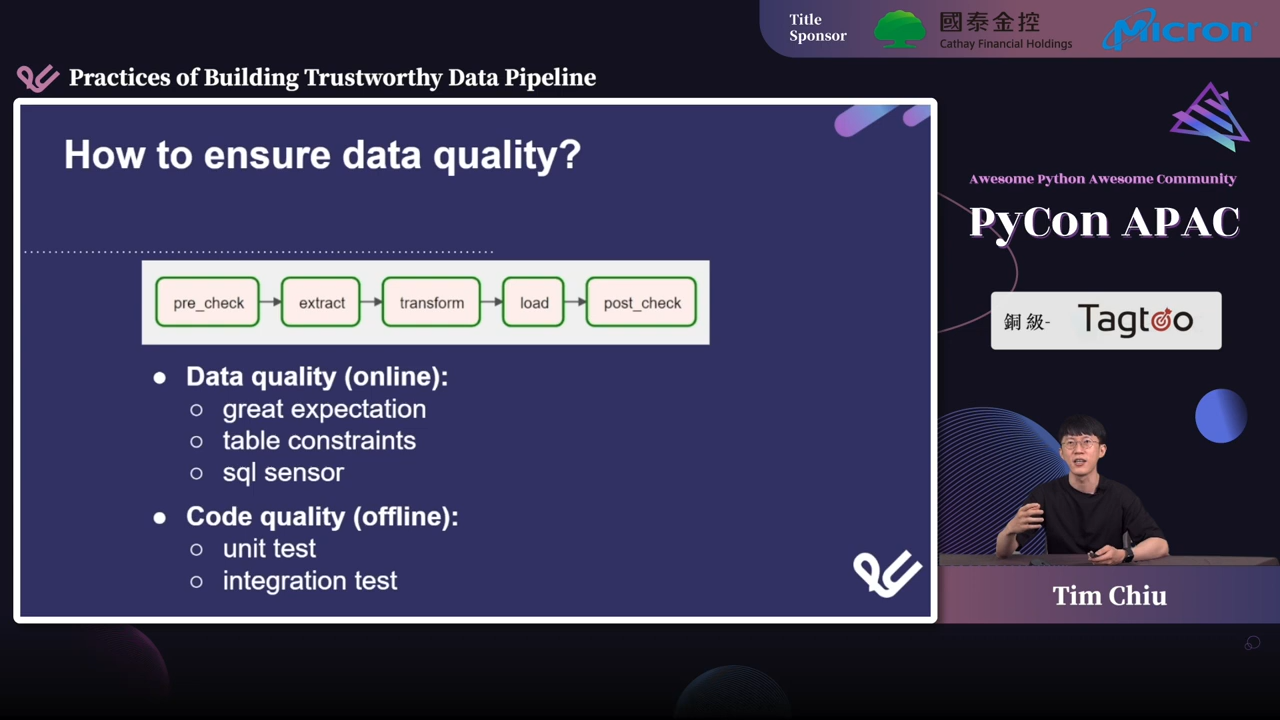 Title
Sponsor
國泰金控
Cathay Financial Holdings
Micron
Practices of Building Trustworthy Data Pipeline
How to ensure data quality?
pre_check
extract
transform
load
post_check
● Data quality (online):
○ great expectation
○ table constraints
○ sql sensor
● Code quality (offline):
○ unit test
○ integration test
Awesome Python Awesome Community
PyCon APAC
銅級- Tagtoo
Tim Chiu